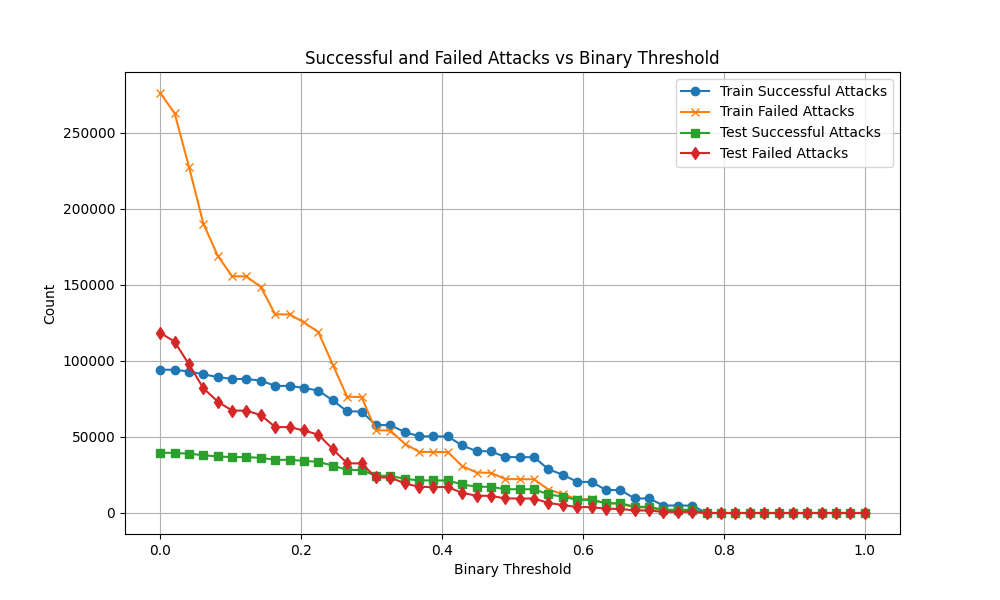 Successful and Failed Attacks vs Binary Threshold
Train Successful Attacks
Train Failed Attacks
Test Successful Attacks
Test Failed Attacks
250000
200000
150000
100000
50000
0
Count
0.0
0.2
0.4
0.6
0.8
1.0
Binary Threshold